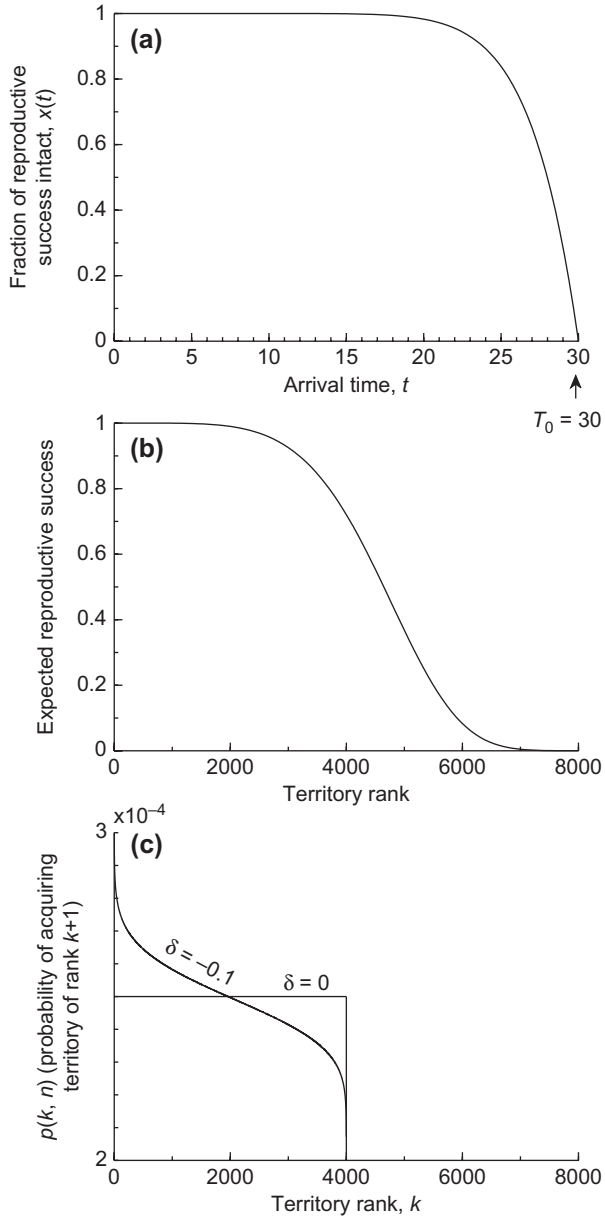 1
(a)
0.8
0.6
0.4
0.2
0
Fraction of reproductive
success intact, x(t)
0 5 10 15 20 25 30
Arrival time, t
T0 = 30
1
(b)
0.8
0.6
0.4
0.2
0
Expected reproductive success
0 2000 4000 6000 8000
Territory rank
x10–4
3
(c)
δ = –0.1
δ = 0
2
p(k, n) (probability of acquiring
territory of rank k+1)
0 2000 4000 6000 8000
Territory rank, k